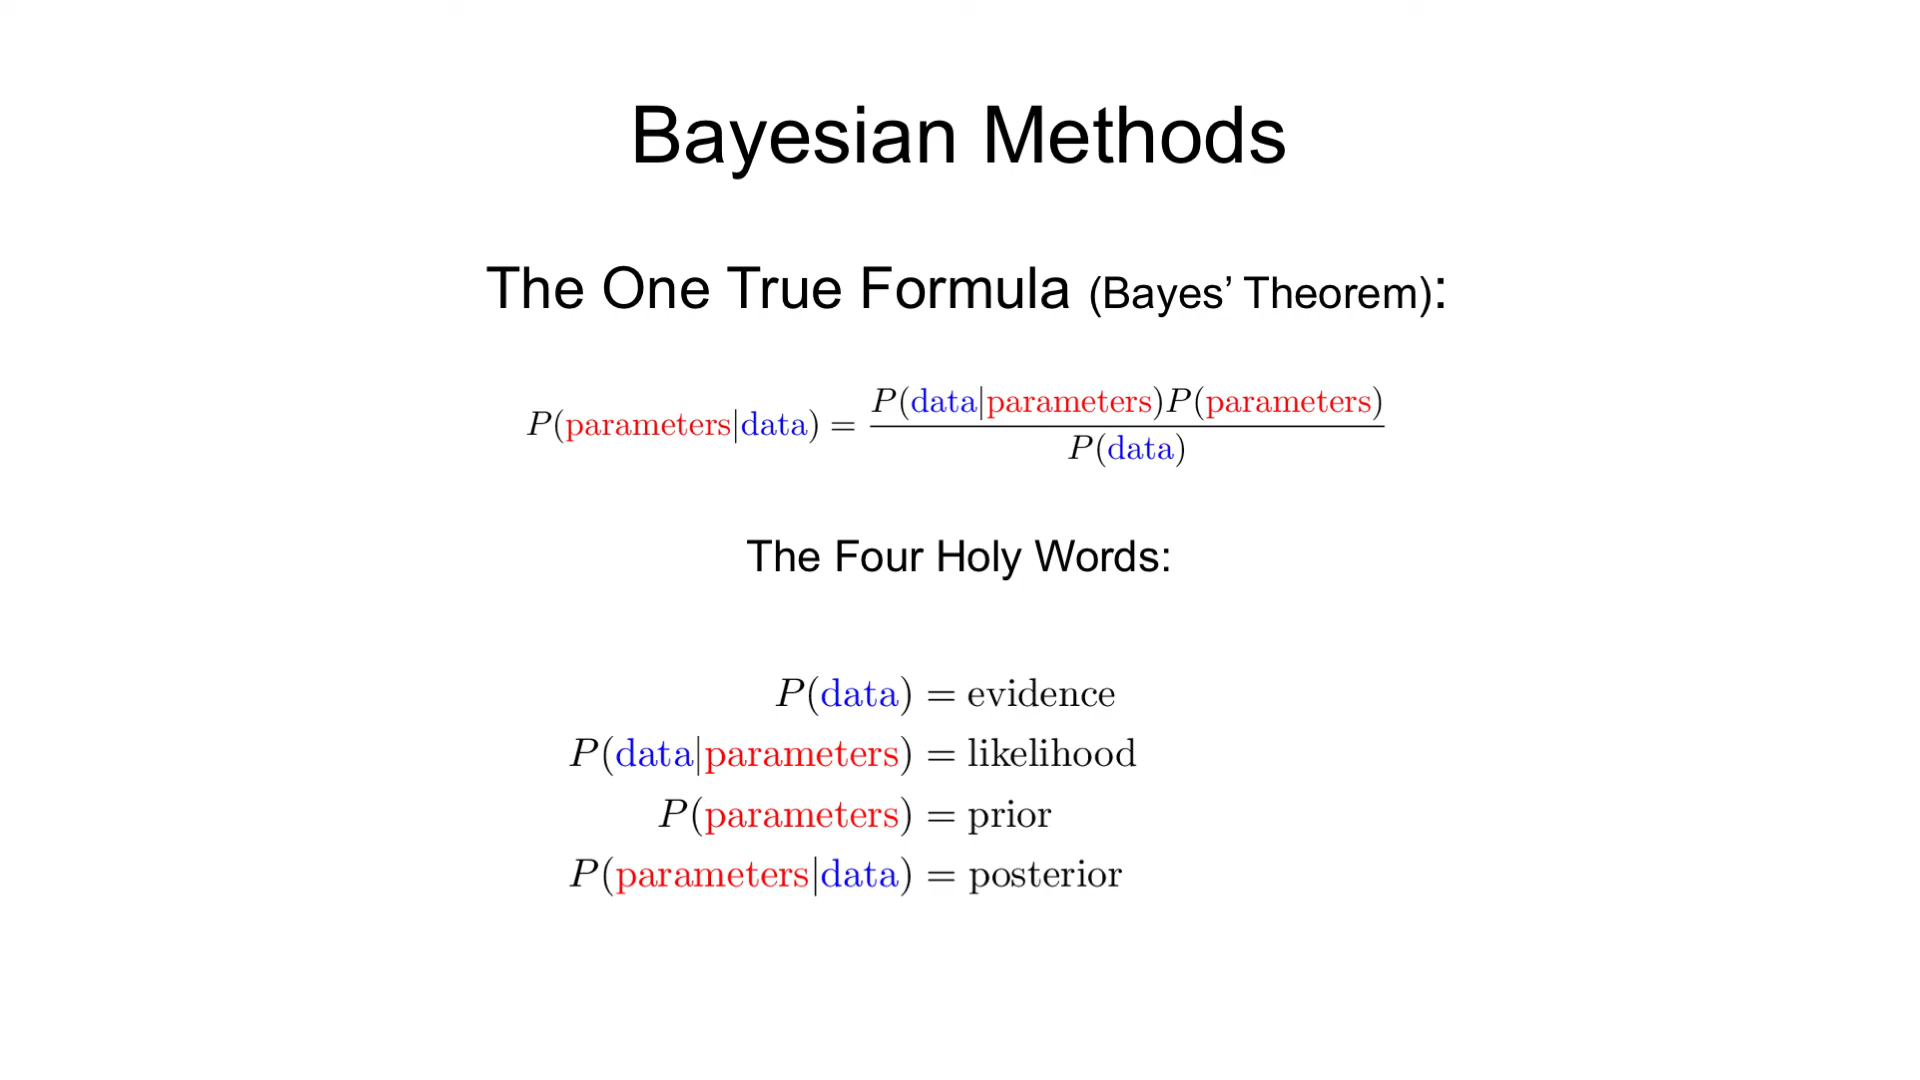 Bayesian Methods
The One True Formula (Bayes’ Theorem):
P(parameters|data) = P(data|parameters)P(parameters) / P(data)
The Four Holy Words:
P(data) = evidence
P(data|parameters) = likelihood
P(parameters) = prior
P(parameters|data) = posterior